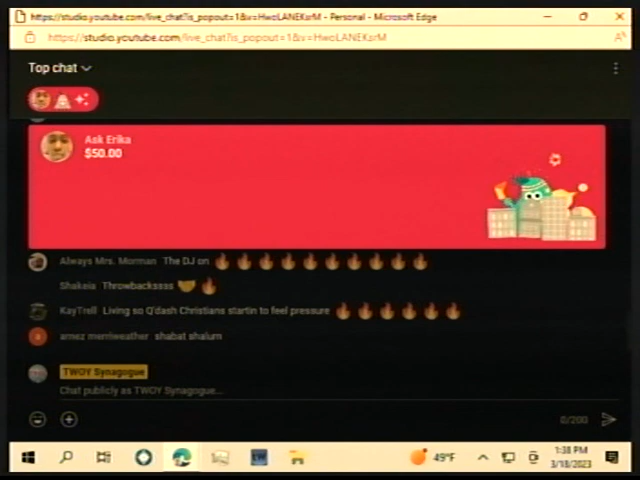 https://studio.youtube.com/live_chat?is_popout=1&v=HwoLANEKsrM - Personal - Microsoft Edge
https://studio.youtube.com/live_chat?is_popout=1&v=HwoLANEKsrM
Top chat
Ask Erika
$50.00
Always Mrs. Morman The DJ on 🔥🔥🔥🔥🔥🔥🔥🔥🔥🔥
Shakeia Throwbackssss 🤝🔥
KayTrell Living so Q'dash Christians startin to feel pressure 🔥🔥🔥🔥🔥🔥
arnez merriweather shabat shalum
TWOY Synagogue
Chat publicly as TWOY Synagogue...
0/200
49°F
1:38 PM
3/18/2023